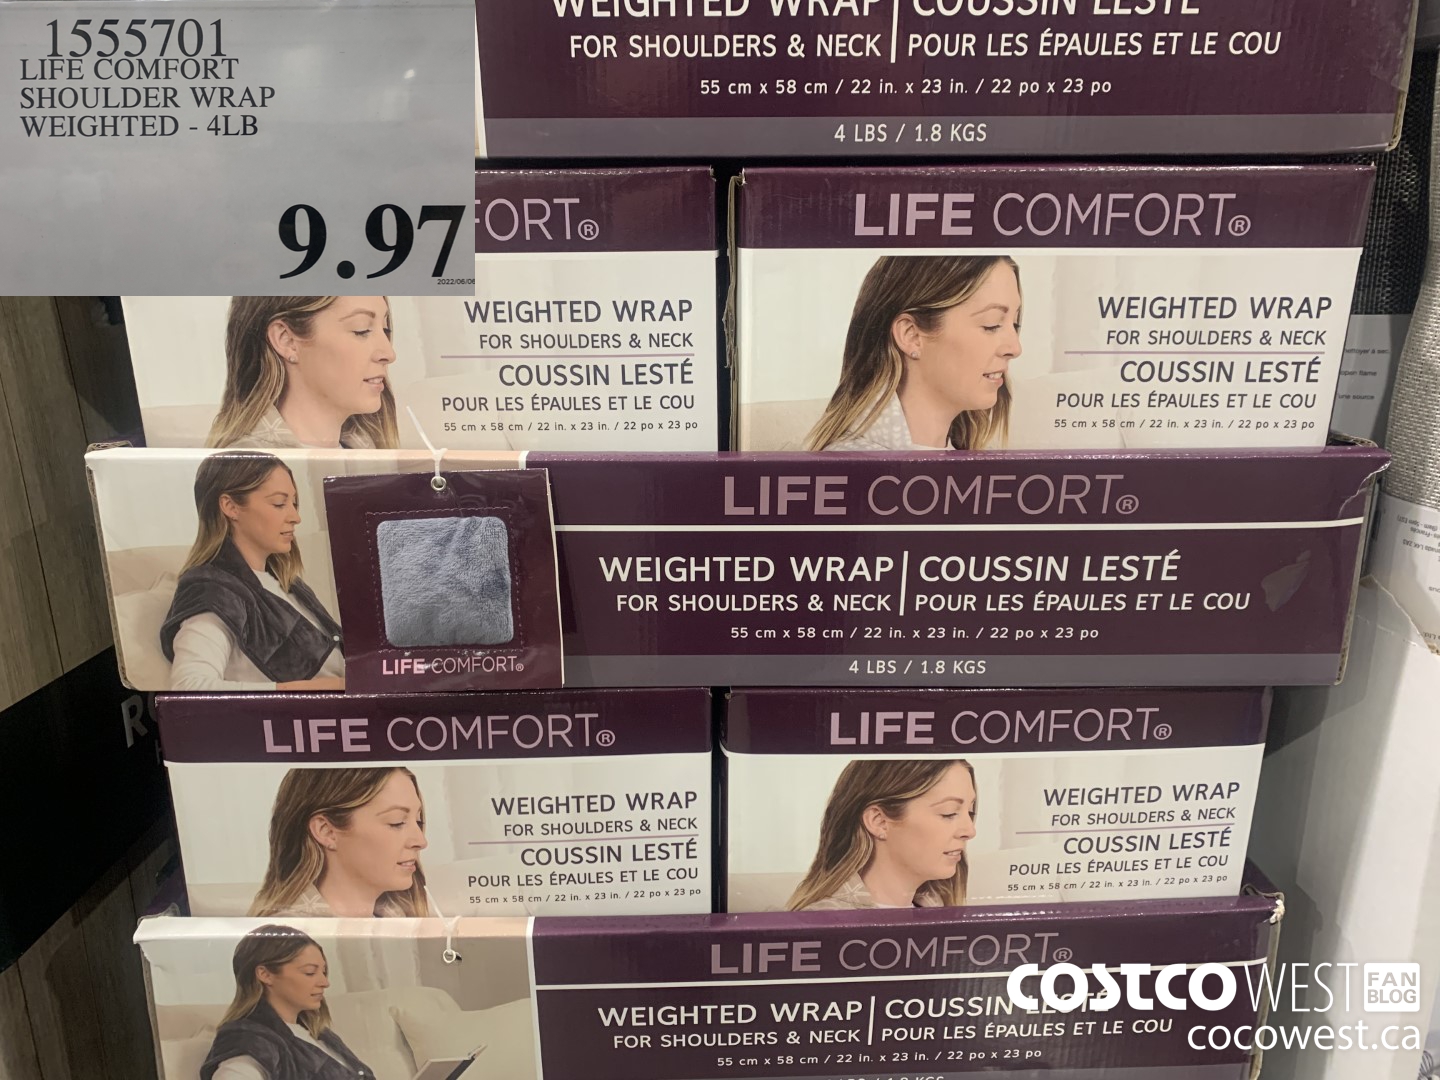 1555701
LIFE COMFORT
SHOULDER WRAP
WEIGHTED - 4LB
9.97
WEIGHTED WRAP | COUSSIN LESTÉ
FOR SHOULDERS & NECK | POUR LES ÉPAULES ET LE COU
55 cm x 58 cm / 22 in. x 23 in. / 22 po x 23 po
4 LBS / 1.8 KGS
FORT®
WEIGHTED WRAP
FOR SHOULDERS & NECK
COUSSIN LESTÉ
POUR LES ÉPAULES ET LE COU
55 cm x 58 cm / 22 in. x 23 in. / 22 po x 23 po
LIFE COMFORT®
WEIGHTED WRAP
FOR SHOULDERS & NECK
COUSSIN LESTÉ
POUR LES ÉPAULES ET LE COU
55 cm x 58 cm / 22 in. x 23 in. / 22 po x 23 po
LIFE COMFORT®
LIFE COMFORT®
WEIGHTED WRAP | COUSSIN LESTÉ
FOR SHOULDERS & NECK | POUR LES ÉPAULES ET LE COU
55 cm x 58 cm / 22 in. x 23 in. / 22 po x 23 po
4 LBS / 1.8 KGS
LIFE COMFORT®
WEIGHTED WRAP
FOR SHOULDERS & NECK
COUSSIN LESTÉ
POUR LES ÉPAULES ET LE COU
55 cm x 58 cm / 22 in. x 23 in. / 22 po x 23 po
LIFE COMFORT®
WEIGHTED WRAP
FOR SHOULDERS & NECK
COUSSIN LESTÉ
POUR LES ÉPAULES ET LE COU
55 cm x 58 cm / 22 in. x 23 in. / 22 po x 23 po
LIFE COMFORT®
WEIGHTED WRAP | COUSSIN LESTÉ
FOR SHOULDERS & NECK | POUR LES ÉPAULES ET LE COU
55 cm x 58 cm / 22 in. x 23 in. / 22 po x 23 po
COSTCO WEST FAN BLOG
cocowest.ca